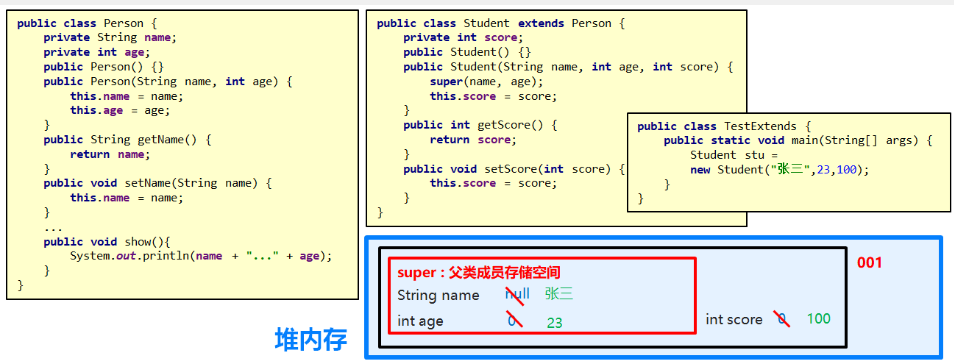 public class Person {
    private String name;
    private int age;
    public Person() {}
    public Person(String name, int age) {
        this.name = name;
        this.age = age;
    }
    public String getName() {
        return name;
    }
    public void setName(String name) {
        this.name = name;
    }
    ...
    public void show(){
        System.out.println(name + "..." + age);
    }
}
public class Student extends Person {
    private int score;
    public Student() {}
    public Student(String name, int age, int score) {
        super(name, age);
        this.score = score;
    }
    public int getScore() {
        return score;
    }
    public void setScore(int score) {
        this.score = score;
    }
}
public class TestExtends {
    public static void main(String[] args) {
        Student stu =
        new Student("张三",23,100);
    }
}
001
super：父类成员存储空间
String name null 张三
int age 0 23
int score 0 100
堆内存